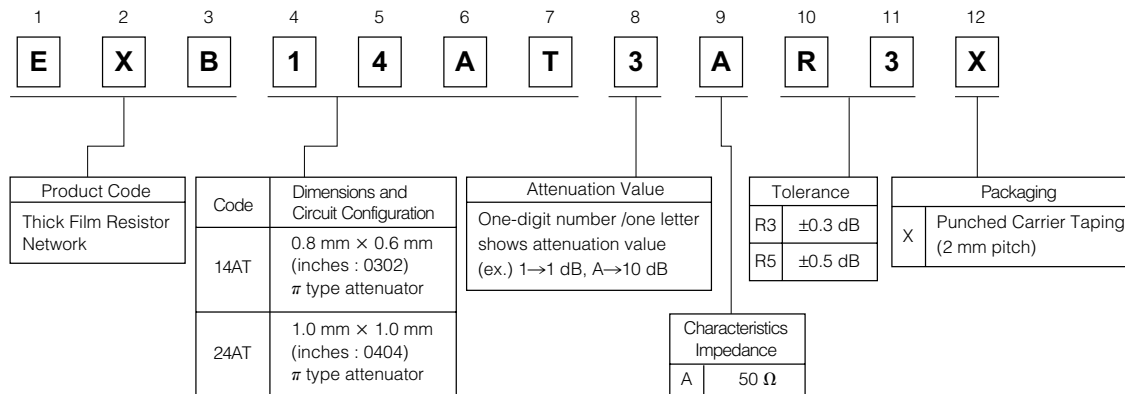 1 2 3 4 5 6 7 8 9 10 11 12
E X B 1 4 A T 3 A R 3 X
Product Code
Thick Film Resistor
Network
Code
Dimensions and
Circuit Configuration
14AT
0.8 mm × 0.6 mm
(inches : 0302)
π type attenuator
24AT
1.0 mm × 1.0 mm
(inches : 0404)
π type attenuator
Attenuation Value
One-digit number /one letter
shows attenuation value
(ex.) 1→1 dB, A→10 dB
Characteristics
Impedance
A 50 Ω
Tolerance
R3 ±0.3 dB
R5 ±0.5 dB
Packaging
X
Punched Carrier Taping
(2 mm pitch)